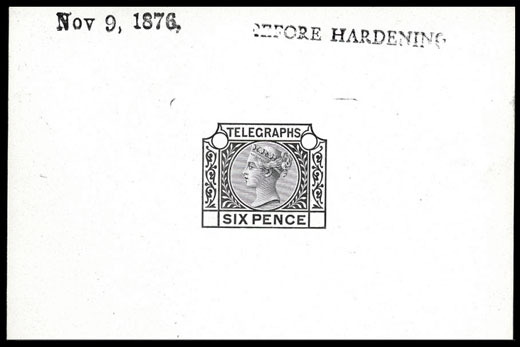 Nov 9, 1876.
BEFORE HARDENING
TELEGRAPHS
SIX PENCE